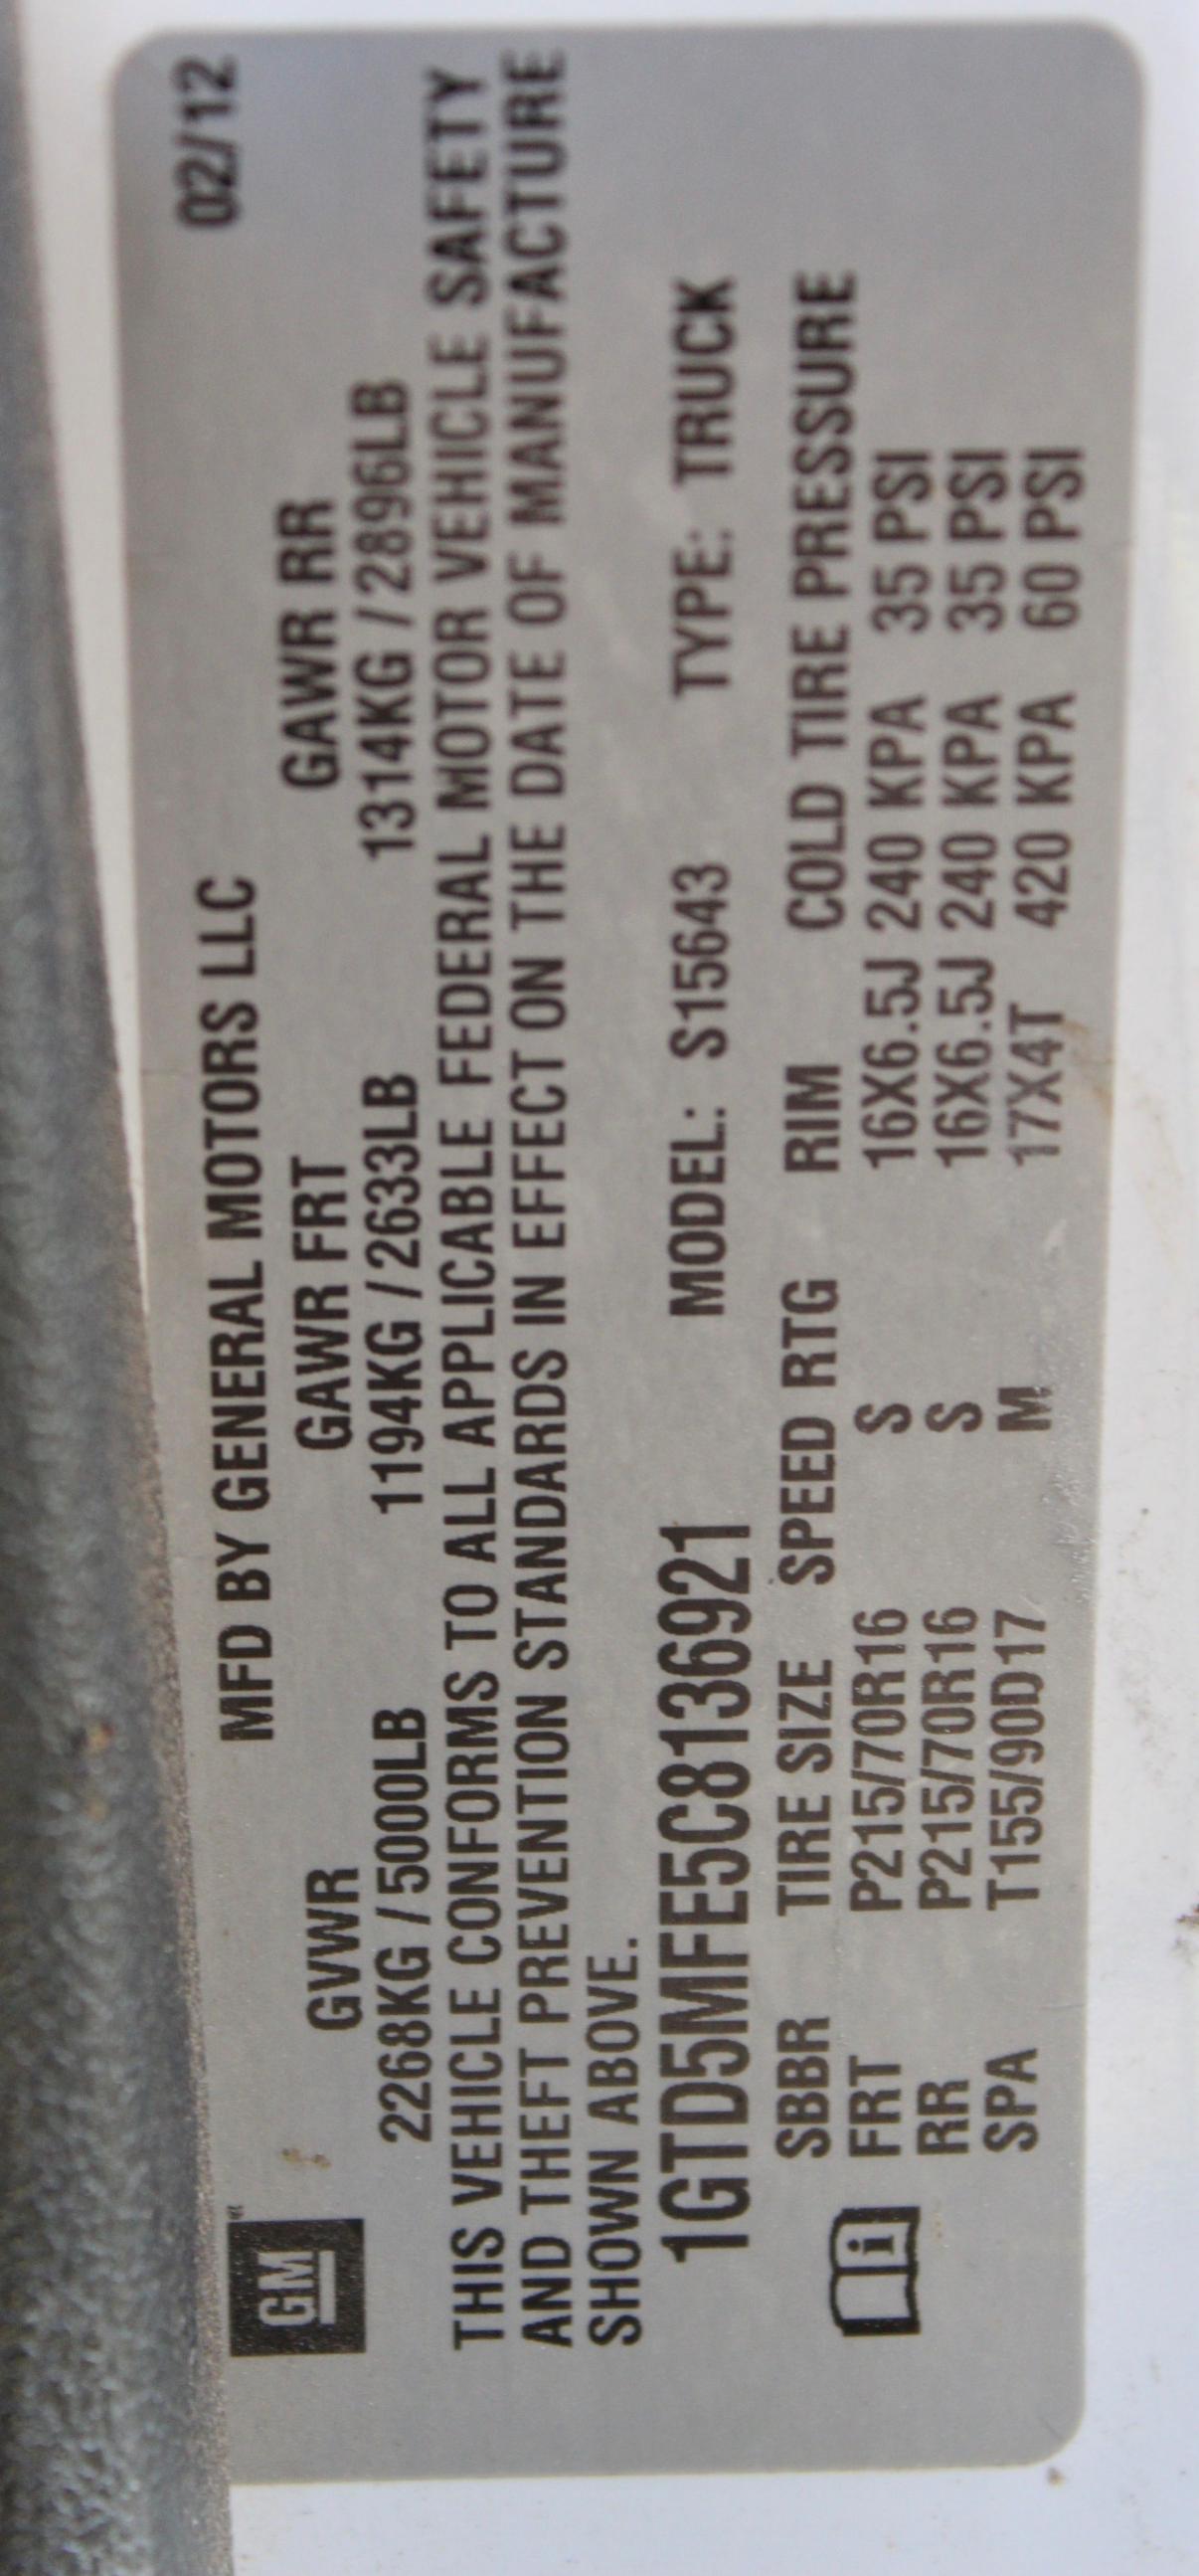 GM
MFD BY GENERAL MOTORS LLC 02/12
GVWR GAWR FRT GAWR RR
2268KG / 5000LB 1194KG / 2633LB 1314KG / 2896LB
THIS VEHICLE CONFORMS TO ALL APPLICABLE FEDERAL MOTOR VEHICLE SAFETY
AND THEFT PREVENTION STANDARDS IN EFFECT ON THE DATE OF MANUFACTURE
SHOWN ABOVE.
1GTD5MFE5C8136921 MODEL: S15643 TYPE: TRUCK
SBBR TIRE SIZE SPEED RTG RIM COLD TIRE PRESSURE
FRT P215/70R16 S 16X6.5J 240 KPA 35 PSI
RR P215/70R16 S 16X6.5J 240 KPA 35 PSI
SPA T155/90D17 M 17X4T 420 KPA 60 PSI